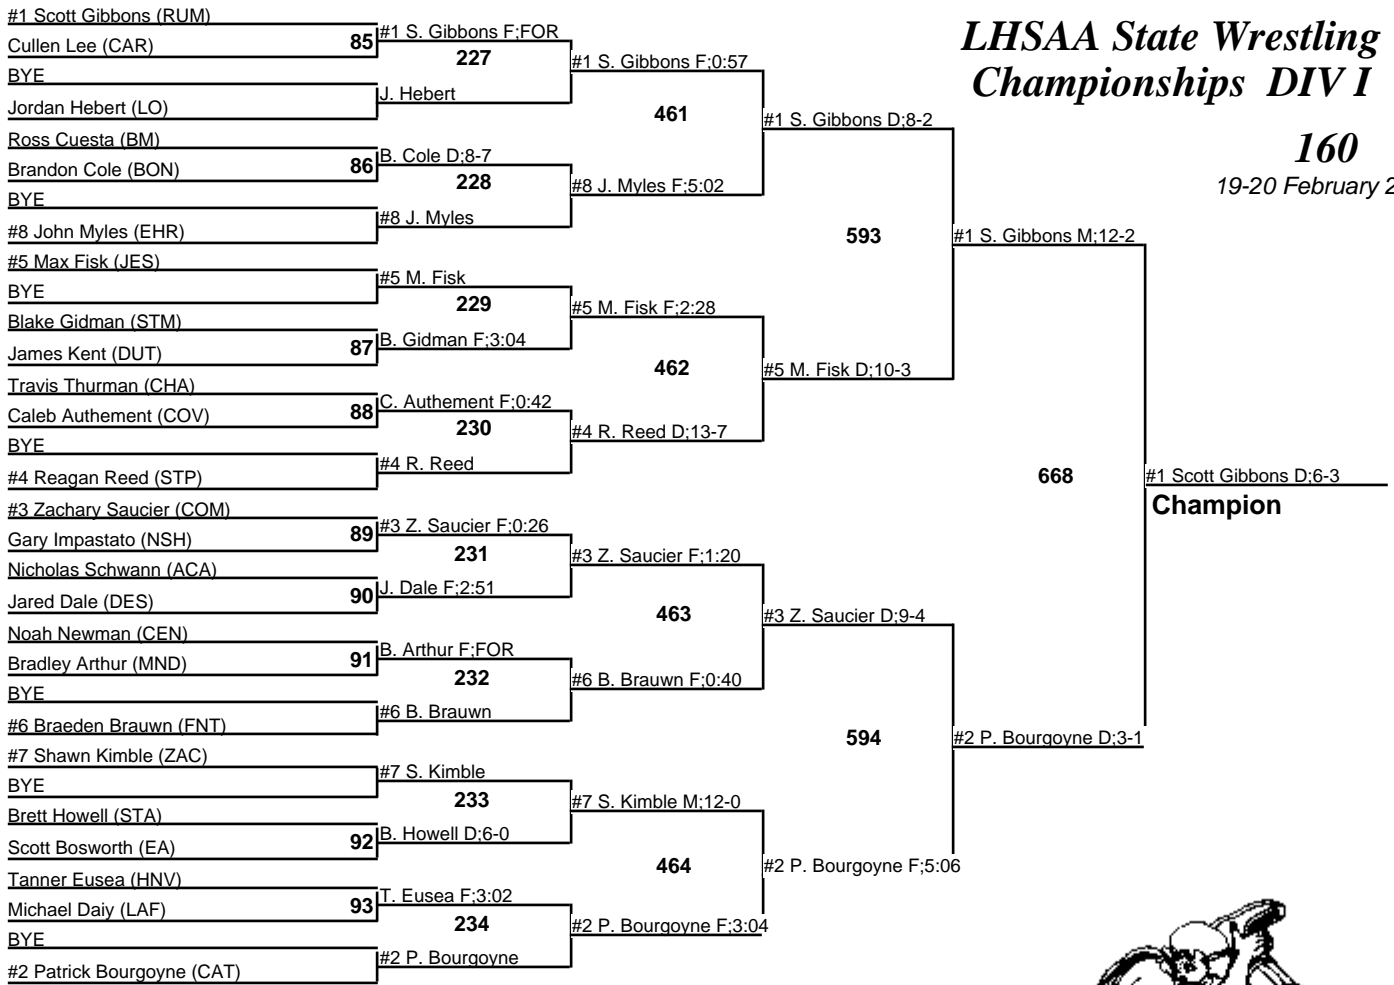 #1 Scott Gibbons (RUM)
Cullen Lee (CAR)
BYE
Jordan Hebert (LO)
Ross Cuesta (BM)
Brandon Cole (BON)
BYE
#8 John Myles (EHR)
#5 Max Fisk (JES)
BYE
Blake Gidman (STM)
James Kent (DUT)
Travis Thurman (CHA)
Caleb Authement (COV)
BYE
#4 Reagan Reed (STP)
#3 Zachary Saucier (COM)
Gary Impastato (NSH)
Nicholas Schwann (ACA)
Jared Dale (DES)
Noah Newman (CEN)
Bradley Arthur (MND)
BYE
#6 Braeden Brauwn (FNT)
#7 Shawn Kimble (ZAC)
BYE
Brett Howell (STA)
Scott Bosworth (EA)
Tanner Eusea (HNV)
Michael Daiy (LAF)
BYE
#2 Patrick Bourgoyne (CAT)
85
86
87
88
89
90
91
92
93
#1 S. Gibbons F;FOR
227
J. Hebert
B. Cole D;8-7
228
#8 J. Myles
#5 M. Fisk
229
B. Gidman F;3:04
C. Authement F;0:42
230
#4 R. Reed
#3 Z. Saucier F;0:26
231
J. Dale F;2:51
B. Arthur F;FOR
232
#6 B. Brauwn
#7 S. Kimble
233
B. Howell D;6-0
T. Eusea F;3:02
234
#2 P. Bourgoyne
#1 S. Gibbons F;0:57
461
#8 J. Myles F;5:02
#5 M. Fisk F;2:28
462
#4 R. Reed D;13-7
#3 Z. Saucier F;1:20
463
#6 B. Brauwn F;0:40
#7 S. Kimble M;12-0
464
#2 P. Bourgoyne F;3:04
#1 S. Gibbons D;8-2
593
#5 M. Fisk D;10-3
#3 Z. Saucier D;9-4
594
#2 P. Bourgoyne F;5:06
#1 S. Gibbons M;12-2
668
#2 P. Bourgoyne D;3-1
#1 Scott Gibbons D;6-3
Champion
LHSAA State Wrestling
Championships DIV I
160
19-20 February 2